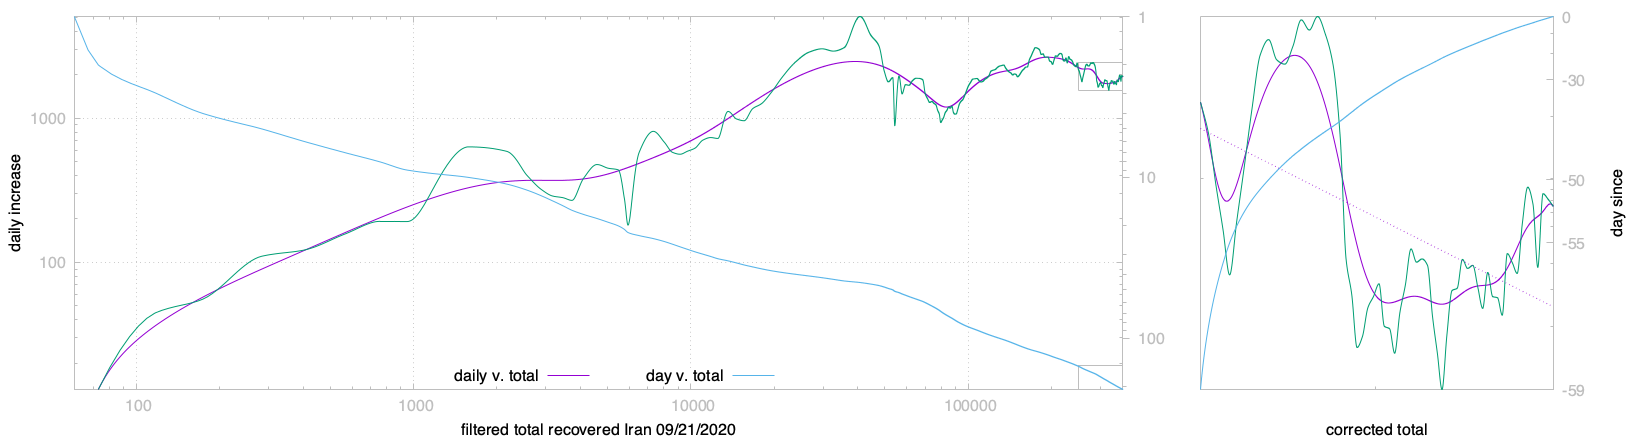 daily increase
1000
100
1
10
100
daily v. total
day v. total
100
1000
10000
100000
filtered total recovered Iran 09/21/2020
0
-30
-50
-55
-59
day since
corrected total